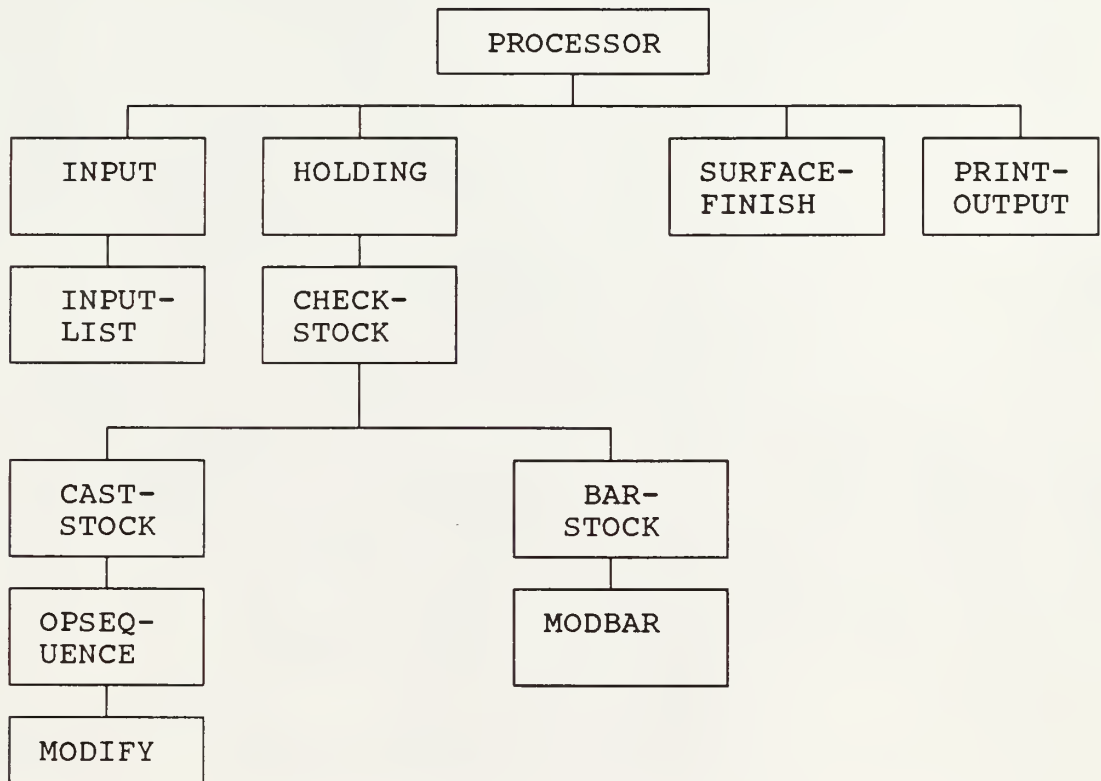 PROCESSOR
INPUT
HOLDING
SURFACE-
FINISH
PRINT-
OUTPUT
INPUT-
LIST
CHECK-
STOCK
CAST-
STOCK
BAR-
STOCK
OPSEQ-
UENCE
MODBAR
MODIFY